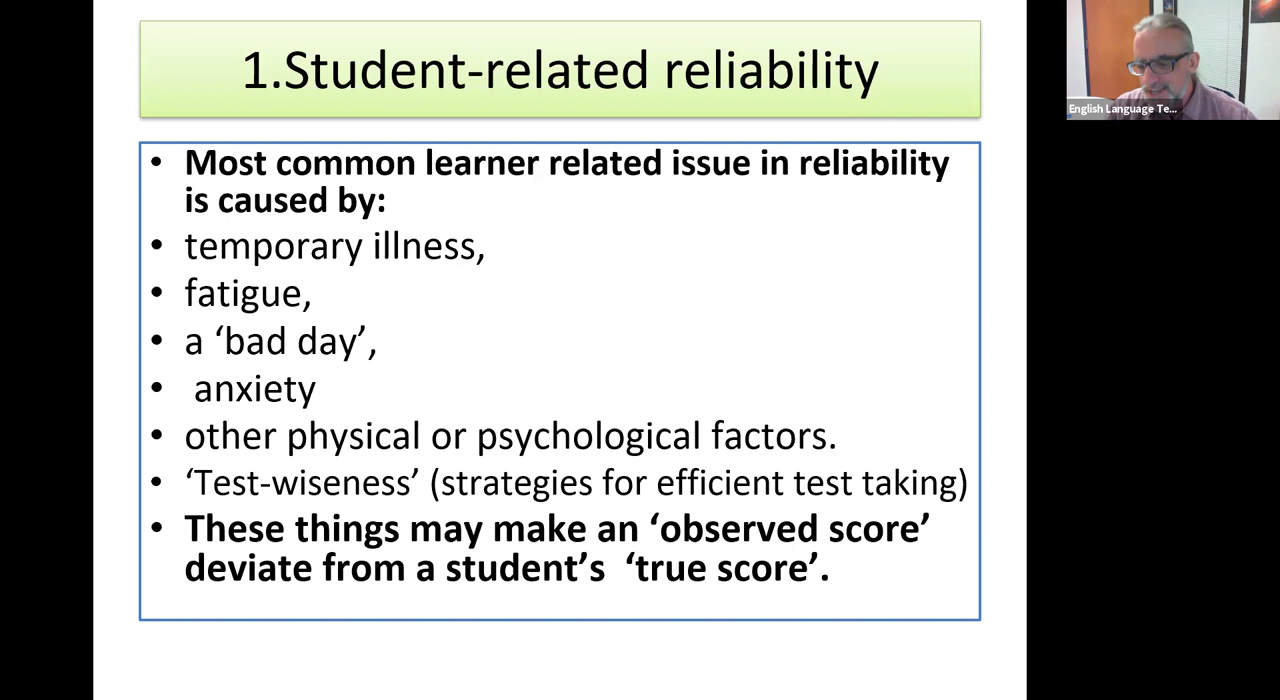 1.Student-related reliability
• Most common learner related issue in reliability
is caused by:
• temporary illness,
• fatigue,
• a ‘bad day’,
• anxiety
• other physical or psychological factors.
• ‘Test-wiseness’ (strategies for efficient test taking)
• These things may make an ‘observed score’
deviate from a student’s ‘true score’.
English Language Te...